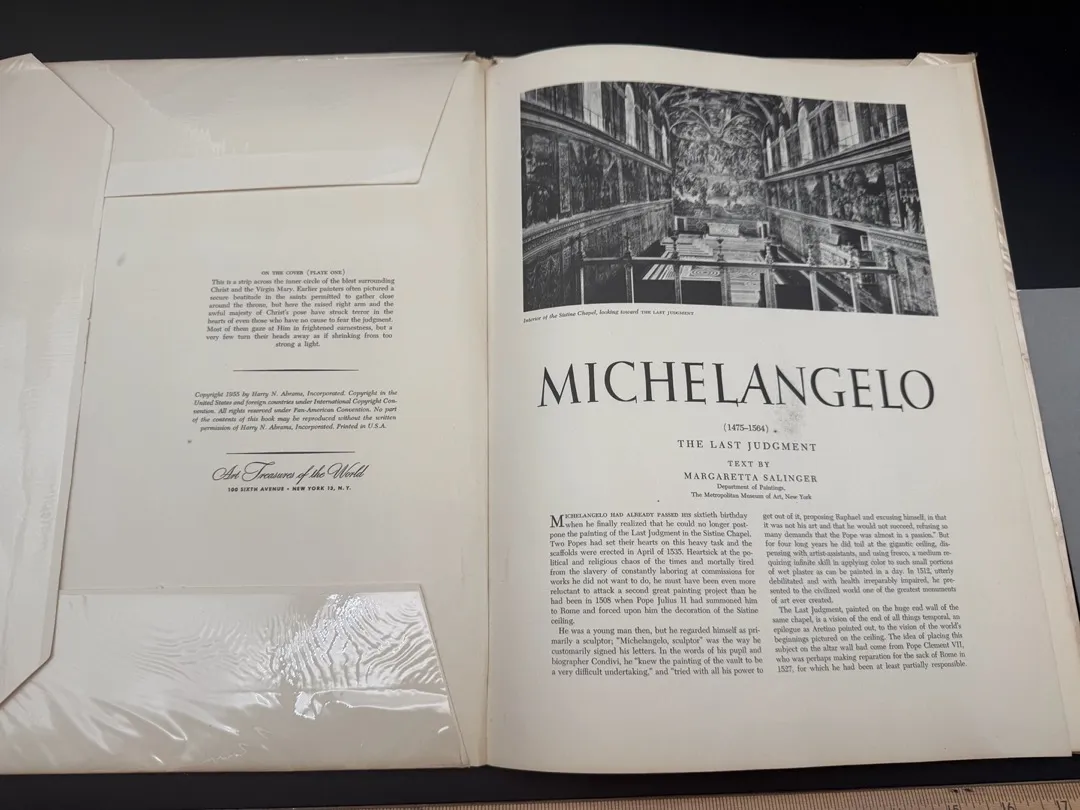 ON THE COVER (PLATE ONE)
This is a strip across the inner circle of the blest surrounding
Christ and the Virgin Mary. Earlier painters often pictured a
secure beatitude in the saints permitted to gather close
around the throne, but here the raised right arm and the
awful majesty of Christ's pose have struck terror in the
hearts of even those who have no cause to fear the judgment.
Most of them gaze at Him in frightened earnestness, but a
very few turn their heads away as if shrinking from too
strong a light.
Copyright 1955 by Harry N. Abrams, Incorporated. Copyright in the
United States and foreign countries under International Copyright Con-
vention. All rights reserved under Pan-American Convention. No part
of the contents of this book may be reproduced without the written
permission of Harry N. Abrams, Incorporated. Printed in U.S.A.
Art Treasures of the World
100 SIXTH AVENUE • NEW YORK 13, N.Y.
Interior of the Sistine Chapel, looking toward THE LAST JUDGMENT
MICHELANGELO
(1475–1564)
THE LAST JUDGMENT
TEXT BY
MARGARETTA SALINGER
Department of Paintings,
The Metropolitan Museum of Art, New York
MICHELANGELO HAD ALREADY PASSED HIS sixtieth birthday
when he finally realized that he could no longer post-
pone the painting of the Last Judgment in the Sistine Chapel.
Two Popes had set their hearts on this heavy task and the
scaffolds were erected in April of 1535. Heartsick at the po-
litical and religious chaos of the times and mortally tired
from the slavery of constantly laboring at commissions for
works he did not want to do, he must have been even more
reluctant to attack a second great painting project than he
had been in 1508 when Pope Julius II had summoned him
to Rome and forced upon him the decoration of the Sistine
ceiling.
He was a young man then, but he regarded himself as pri-
marily a sculptor; "Michelangelo, sculptor" was the way he
customarily signed his letters. In the words of his pupil and
biographer Condivi, he "knew the painting of the vault to be
a very difficult undertaking," and "tried with all his power to
get out of it, proposing Raphael and excusing himself, in that
it was not his art and that he would not succeed, refusing so
many demands that the Pope was almost in a passion." But
for four long years he did toil at the gigantic ceiling, dis-
pensing with artist-assistants, and using fresco, a medium re-
quiring infinite skill in applying color to such small portions
of wet plaster as can be painted in a day. In 1512, utterly
debilitated and with health irreparably impaired, he pre-
sented to the civilized world one of the greatest monuments
of art ever created.
The Last Judgment, painted on the huge end wall of the
same chapel, is a vision of the end of all things temporal, an
epilogue as Aretino pointed out, to the vision of the world's
beginnings pictured on the ceiling. The idea of placing this
subject on the altar wall had come from Pope Clement VII,
who was perhaps making reparation for the sack of Rome in
1527, for which he had been at least partially responsible.